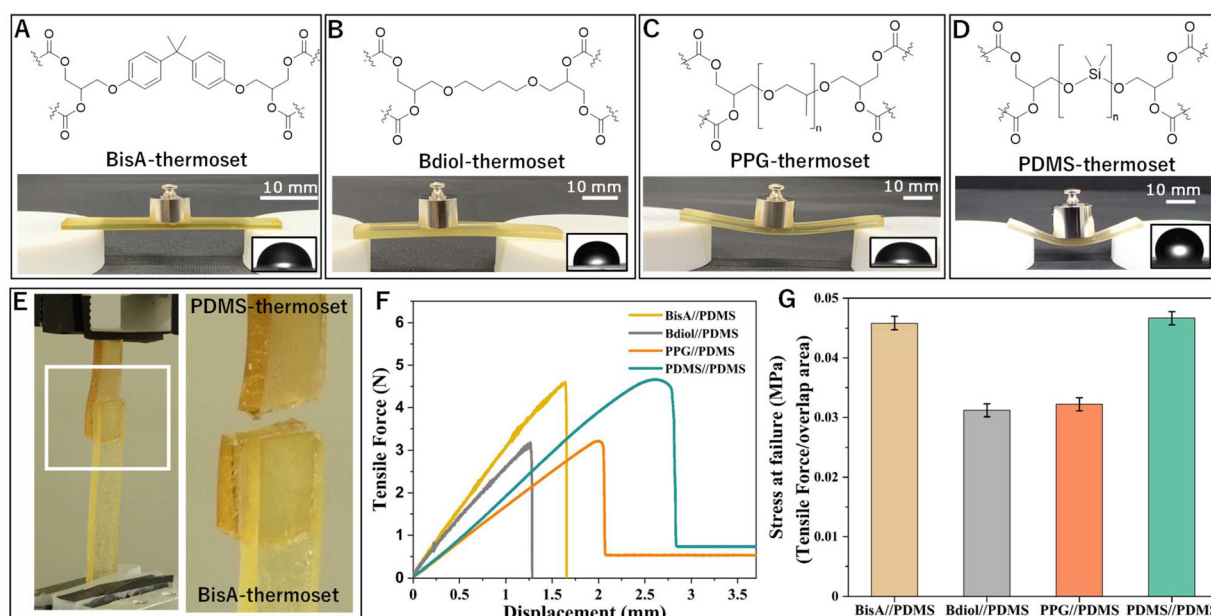 A
BisA-thermoset
10 mm
B
Bdiol-thermoset
10 mm
C
n
PPG-thermoset
10 mm
D
Si
n
PDMS-thermoset
10 mm
E
PDMS-thermoset
BisA-thermoset
F
BisA//PDMS
Bdiol//PDMS
PPG//PDMS
PDMS//PDMS
Tensile Force (N)
6
5
4
3
2
1
0
0 0.5 1 1.5 2 2.5 3 3.5
Displacement (mm)
G
Stress at failure (MPa)
(Tensile Force/overlap area)
0.05
0.04
0.03
0.02
0.01
0
BisA//PDMS Bdiol//PDMS PPG//PDMS PDMS//PDMS